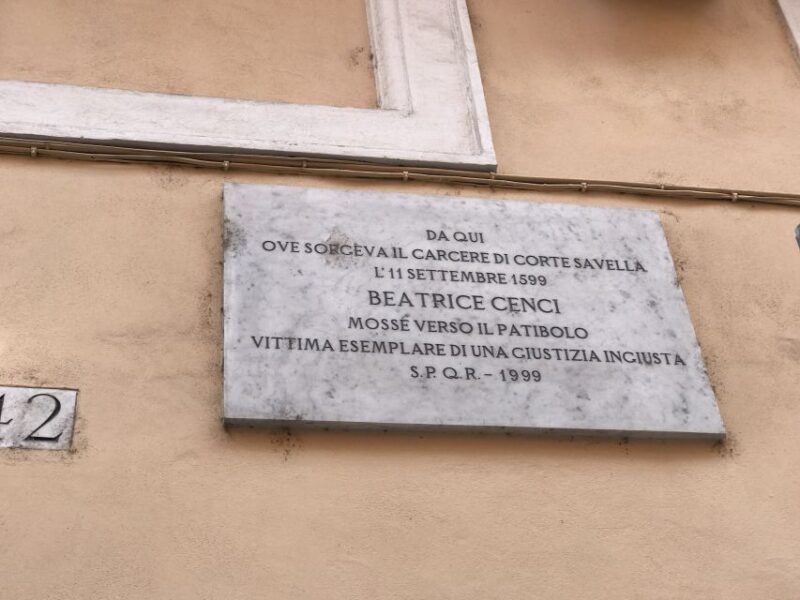 DA QUI
OVE SORGEVA IL CARCERE DI CORTE SAVELLA
L'11 SETTEMBRE 1599
BEATRICE CENCI
MOSSE VERSO IL PATIBOLO
VITTIMA ESEMPLARE DI UNA GIUSTIZIA INGIUSTA
S.P.Q.R. - 1999
42